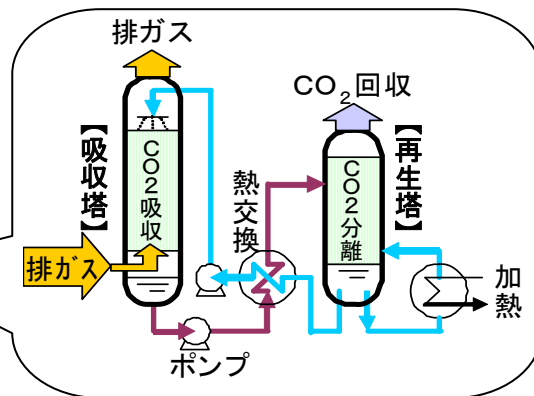 排ガス
CO2回収
【吸収塔】
CO2吸収
熱交換
CO2分離
【再生塔】
排ガス
加熱
ポンプ